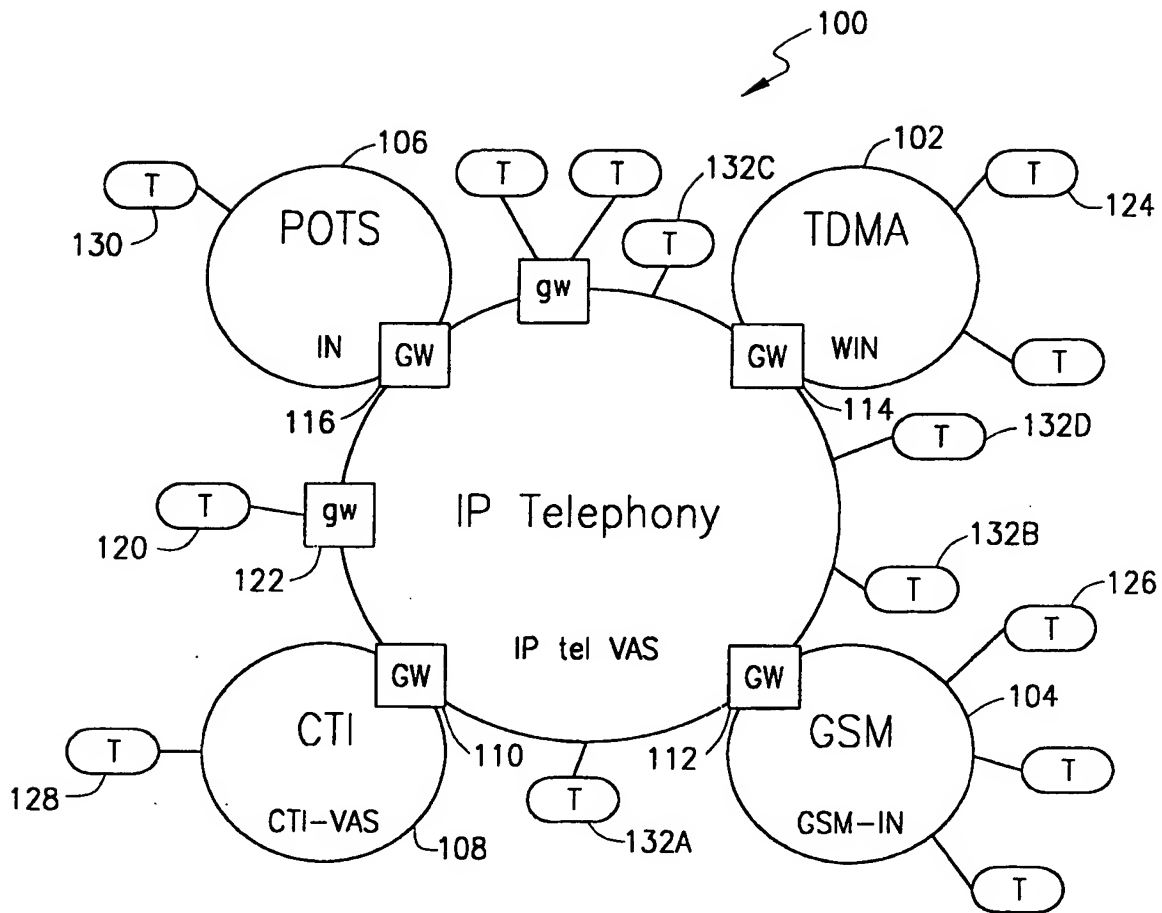 100
106
102
T
T
T
132C
T
130
POTS
T
TDMA
124
gw
IN
GW
GW
WIN
T
116
114
T
132D
T
gw
IP Telephony
120
122
132B
T
126
T
IP tel VAS
GW
GW
104
CTI
110
112
GSM
T
T
128
CTI-VAS
T
GSM-IN
108
132A
T